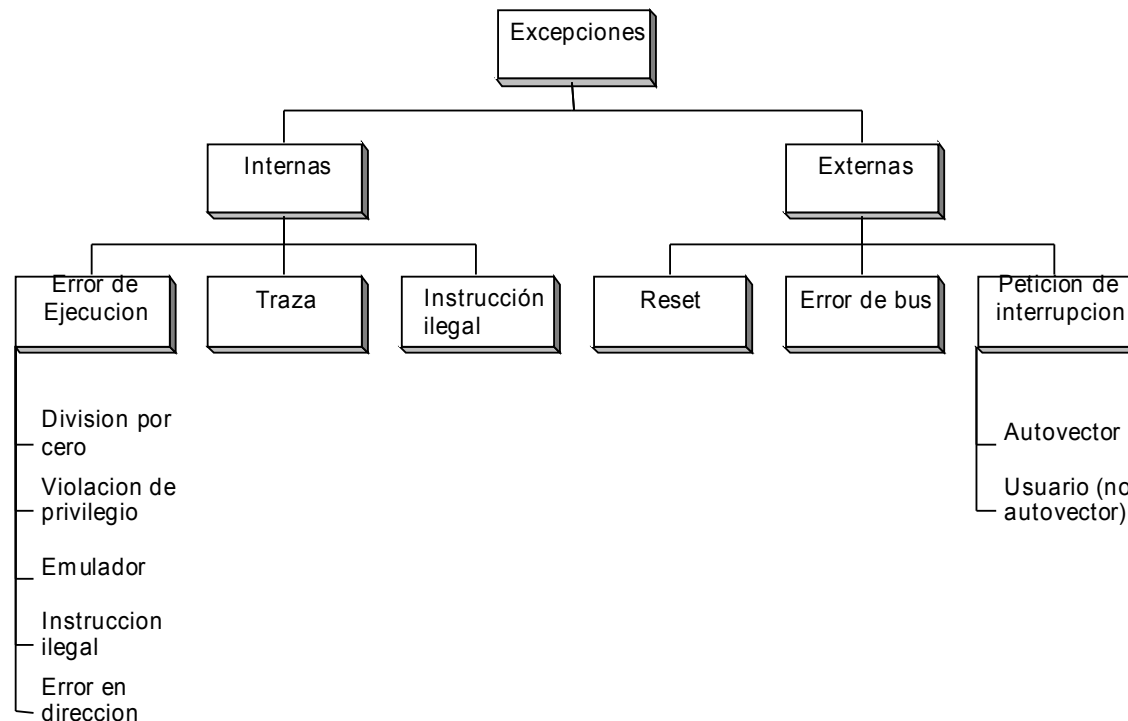 Excepciones
Internas
Externas
Error de
Ejecucion
Traza
Instrucción
ilegal
Reset
Error de bus
Peticion de
interrupcion
Division por
cero
Violacion de
privilegio
Emulador
Instruccion
ilegal
Error en
direccion
Autovector
Usuario (no
autovector)